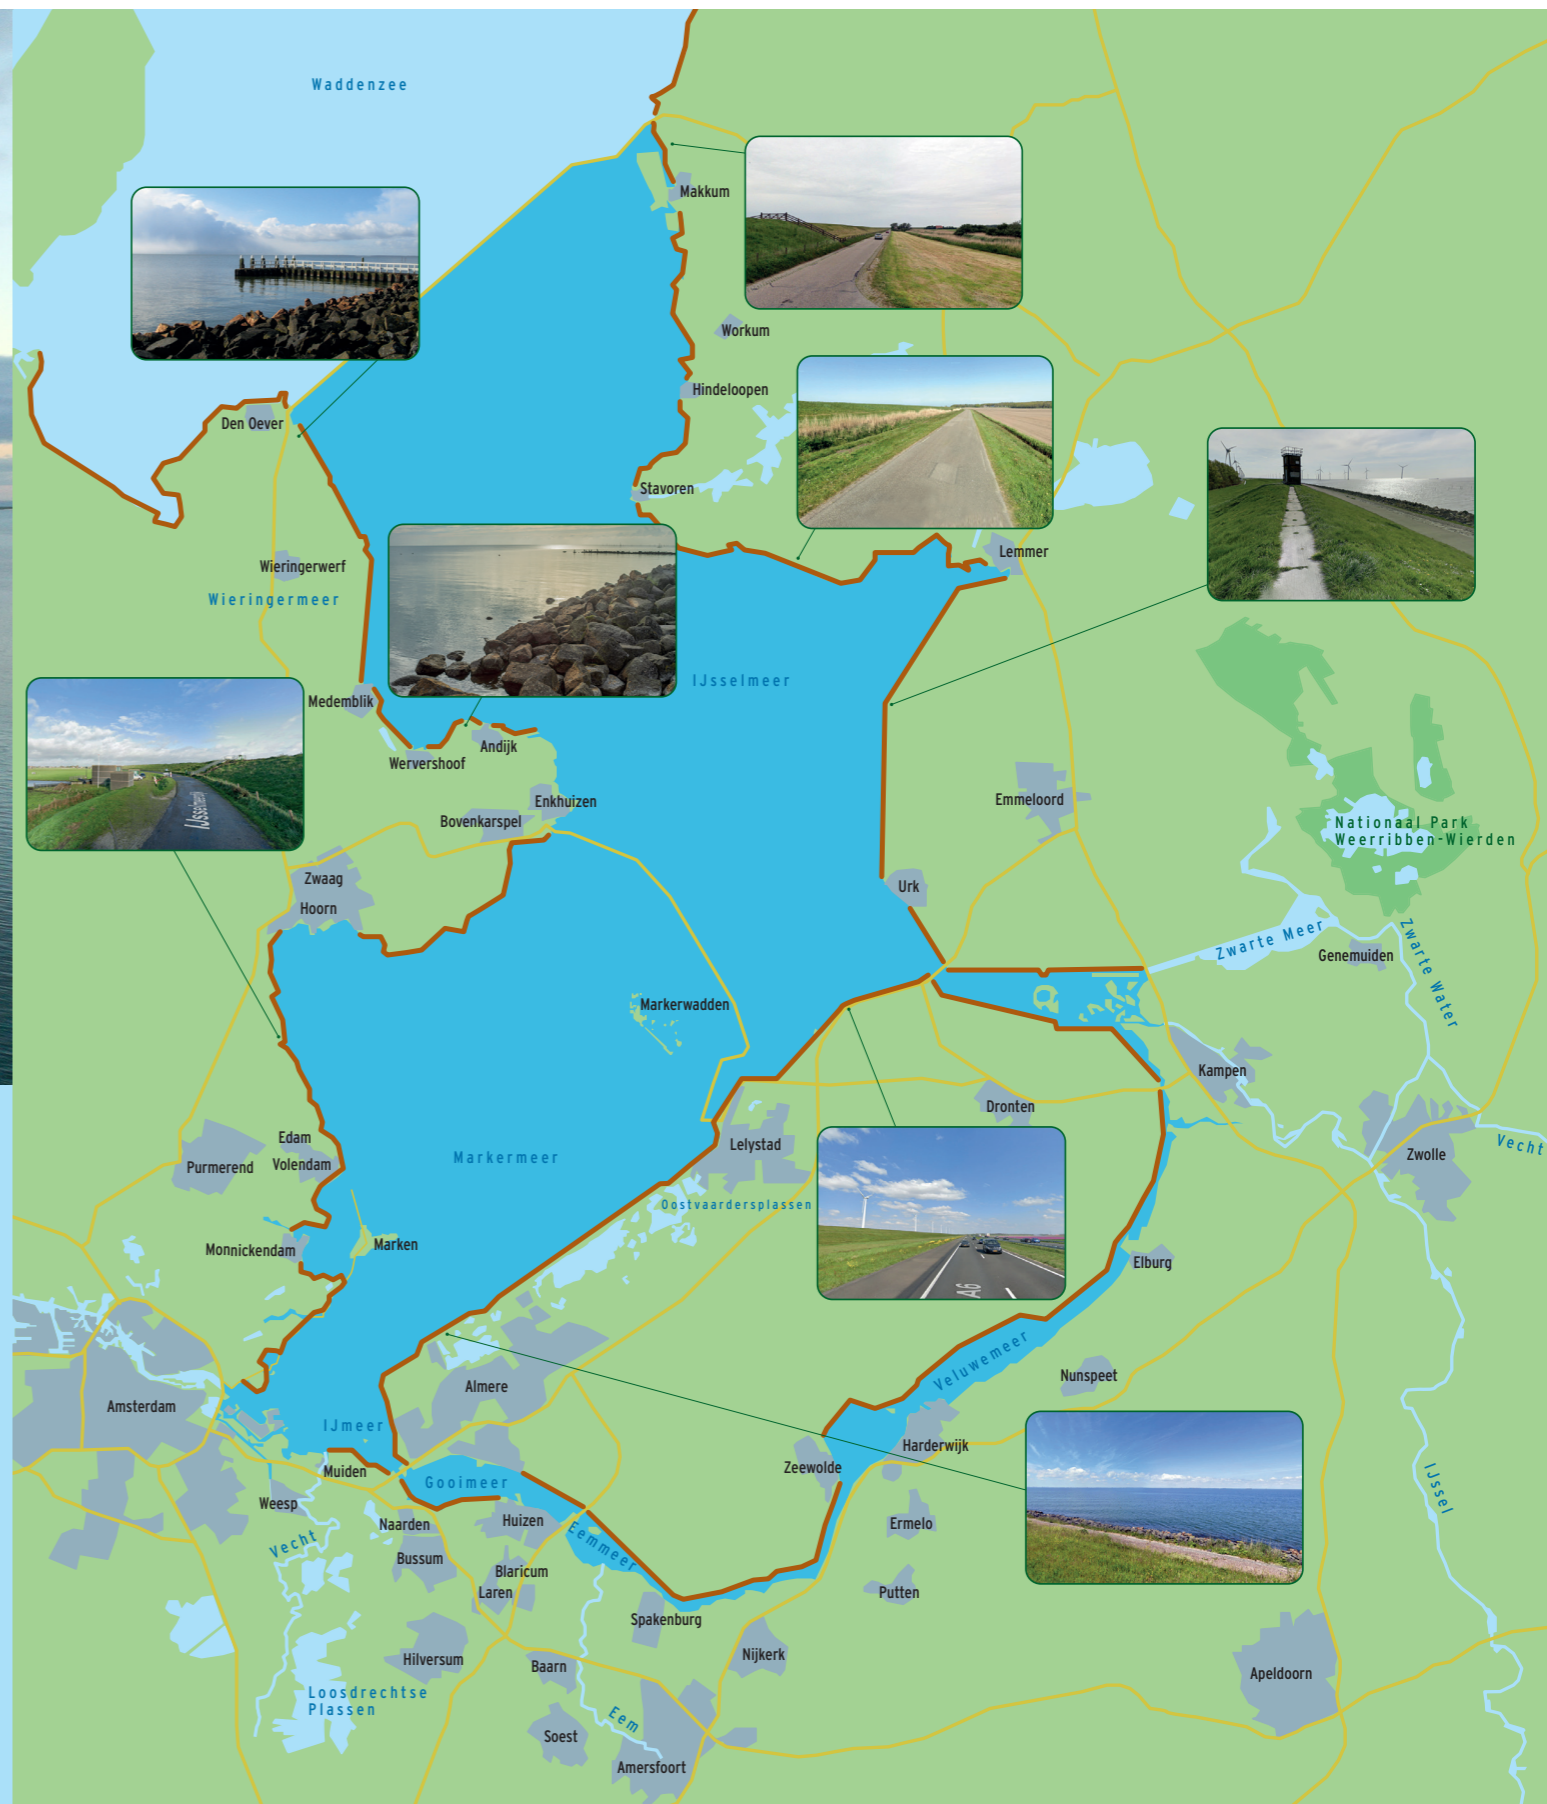 Waddenzee
Makkum
Workum
Hindeloopen
Den Oever
Stavoren
Lemmer
Wieringerwerf
Wieringermeer
IJsselmeer
Medemblik
Andijk
Wervershoof
Enkhuizen
Bovenkarspel
Emmeloord
IJsselmeerdijk
Nationaal Park
Weerribben-Wierden
Zwaag
Hoorn
Urk
Zwarte Meer
Genemuiden
Zwarte Water
Markerwadden
Kampen
Dronten
Edam
Volendam
Purmerend
Markermeer
Lelystad
Zwolle
Vecht
Oostvaardersplassen
Monnickendam
Marken
Elburg
A6
Veluwemeer
Nunspeet
Almere
Amsterdam
IJmeer
Harderwijk
Zeewolde
Muiden
Gooimeer
IJssel
Weesp
Naarden
Huizen
Ermelo
Vecht
Eemmeer
Bussum
Blaricum
Laren
Putten
Spakenburg
Hilversum
Baarn
Nijkerk
Apeldoorn
Loosdrechtse
Plassen
Eem
Soest
Amersfoort